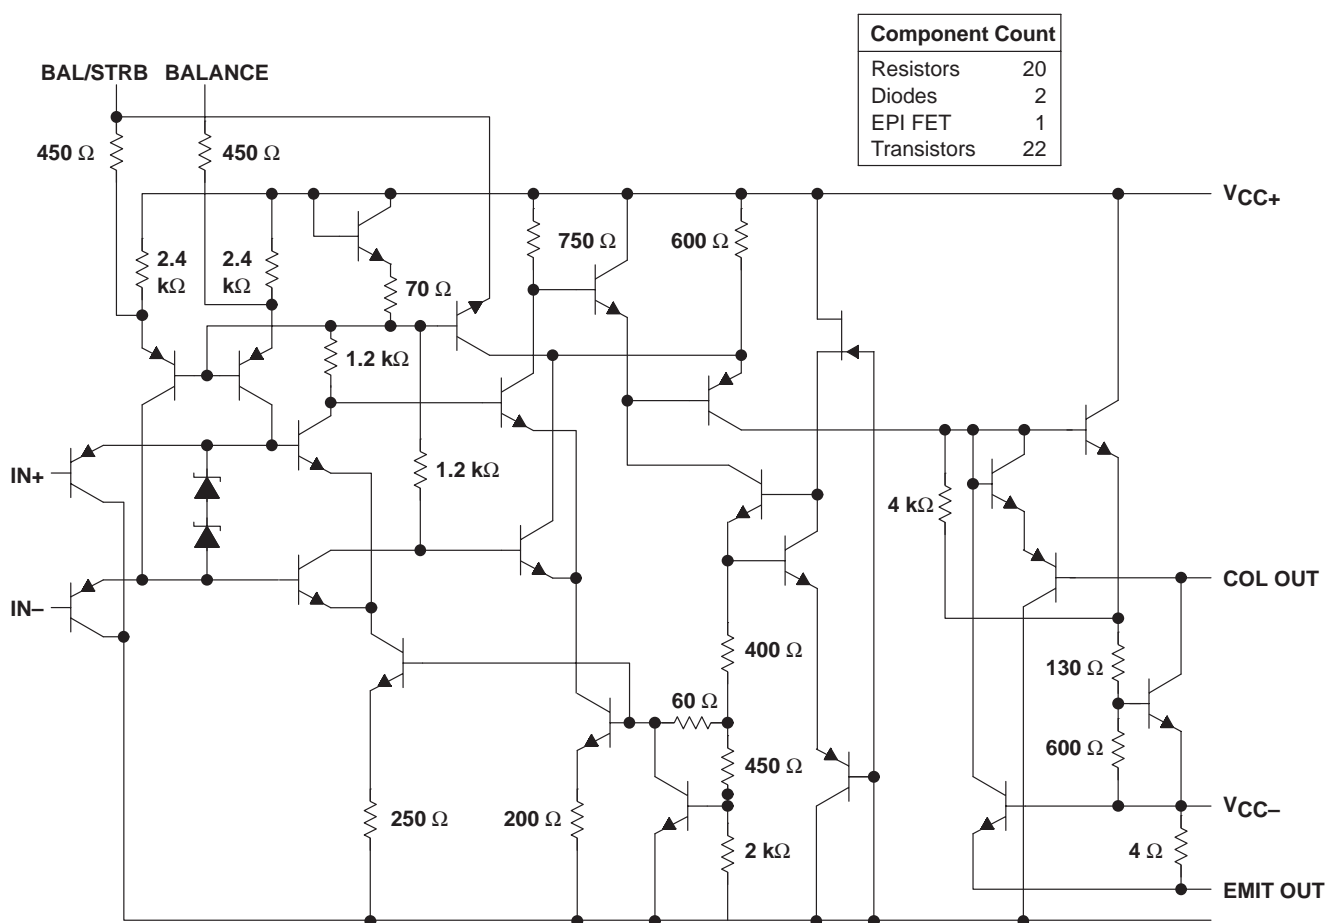 Component Count
Resistors 20
Diodes 2
EPI FET 1
Transistors 22
BAL/STRB BALANCE
450 Ω 450 Ω
VCC+
2.4 kΩ
2.4 kΩ
70 Ω
750 Ω
600 Ω
1.2 kΩ
IN+
1.2 kΩ
4 kΩ
IN–
COL OUT
400 Ω
130 Ω
60 Ω
450 Ω
600 Ω
250 Ω
200 Ω
VCC–
2 kΩ
4 Ω
EMIT OUT